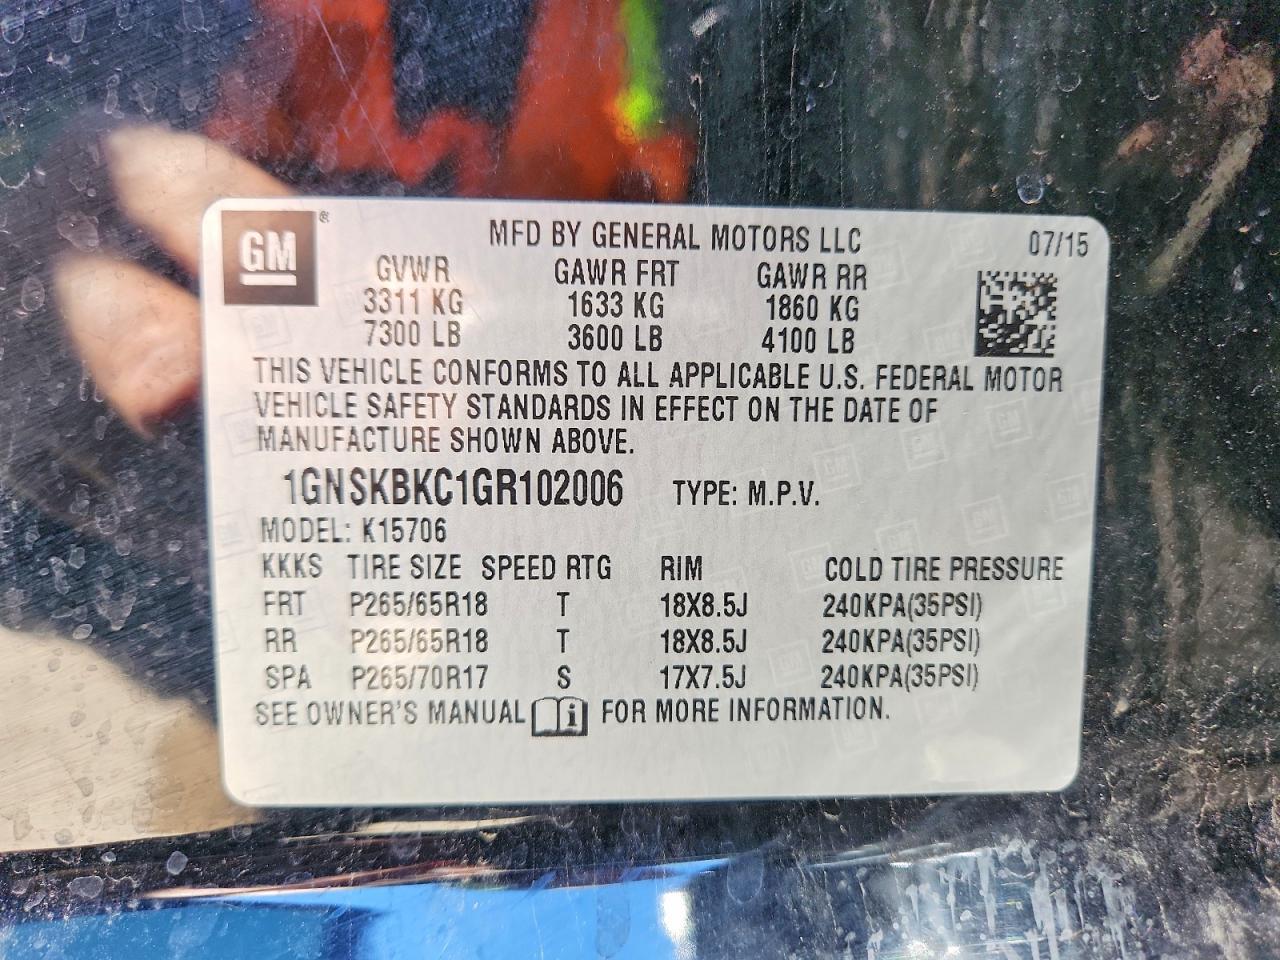 GM®
MFD BY GENERAL MOTORS LLC 07/15
GVWR GAWR FRT GAWR RR
3311 KG 1633 KG 1860 KG
7300 LB 3600 LB 4100 LB
THIS VEHICLE CONFORMS TO ALL APPLICABLE U.S. FEDERAL MOTOR
VEHICLE SAFETY STANDARDS IN EFFECT ON THE DATE OF
MANUFACTURE SHOWN ABOVE.
1GNSKBKC1GR102006 TYPE: M.P.V.
MODEL: K15706
KKKS TIRE SIZE SPEED RTG RIM COLD TIRE PRESSURE
FRT P265/65R18 T 18X8.5J 240KPA(35PSI)
RR P265/65R18 T 18X8.5J 240KPA(35PSI)
SPA P265/70R17 S 17X7.5J 240KPA(35PSI)
SEE OWNER'S MANUAL i FOR MORE INFORMATION.